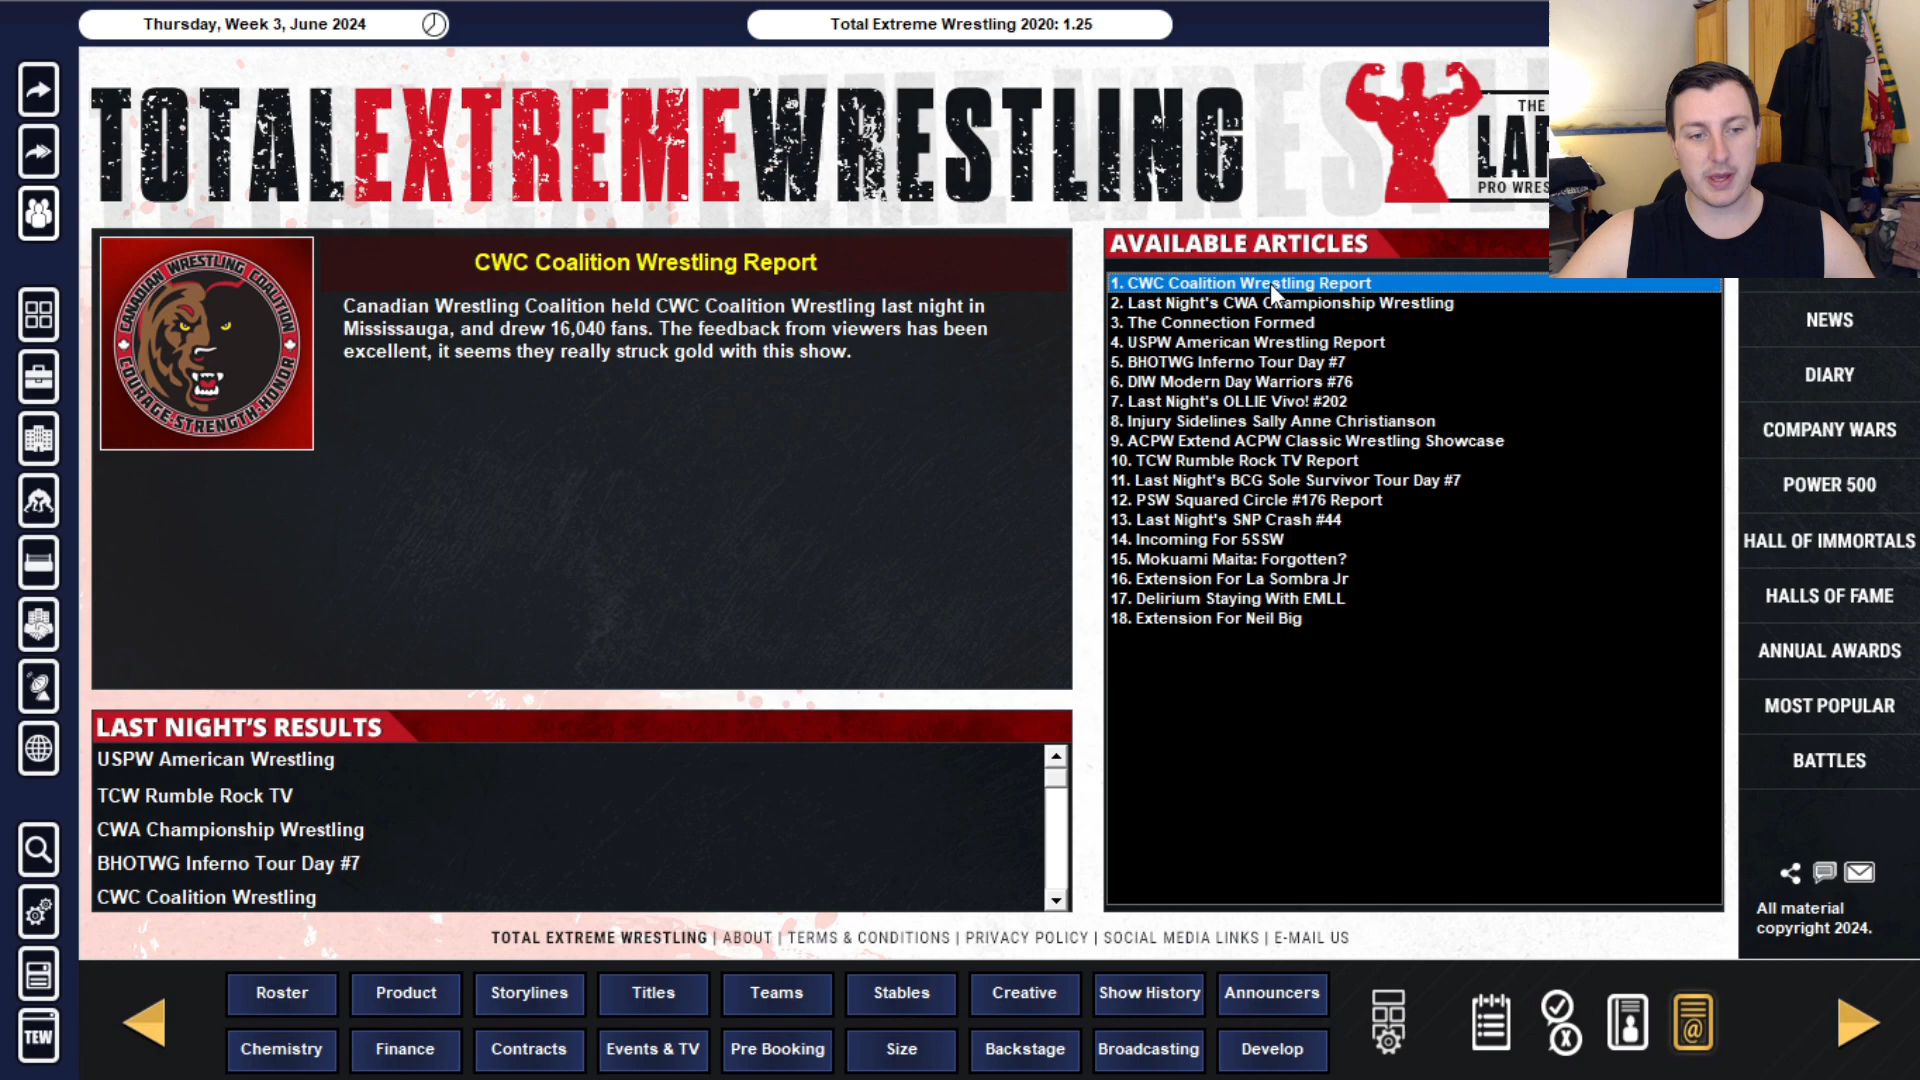 Thursday, Week 3, June 2024
Total Extreme Wrestling 2020: 1.25
TOTALEXTREMEWRESTLING
THE
PRO WRES
CWC Coalition Wrestling Report
Canadian Wrestling Coalition held CWC Coalition Wrestling last night in
Mississauga, and drew 16,040 fans. The feedback from viewers has been
excellent, it seems they really struck gold with this show.
CANADIAN WRESTLING COALITION
COURAGE·STRENGTH·HONOR
AVAILABLE ARTICLES
1. CWC Coalition Wrestling Report
2. Last Night's CWA Championship Wrestling
3. The Connection Formed
4. USPW American Wrestling Report
5. BHOTWG Inferno Tour Day #7
6. DIW Modern Day Warriors #76
7. Last Night's OLLIE Vivo! #202
8. Injury Sidelines Sally Anne Christianson
9. ACPW Extend ACPW Classic Wrestling Showcase
10. TCW Rumble Rock TV Report
11. Last Night's BCG Sole Survivor Tour Day #7
12. PSW Squared Circle #176 Report
13. Last Night's SNP Crash #44
14. Incoming For 5SSW
15. Mokuami Maita: Forgotten?
16. Extension For La Sombra Jr
17. Delirium Staying With EMLL
18. Extension For Neil Big
NEWS
DIARY
COMPANY WARS
POWER 500
HALL OF IMMORTALS
HALLS OF FAME
ANNUAL AWARDS
MOST POPULAR
BATTLES
All material
copyright 2024.
LAST NIGHT'S RESULTS
USPW American Wrestling
TCW Rumble Rock TV
CWA Championship Wrestling
BHOTWG Inferno Tour Day #7
CWC Coalition Wrestling
TOTAL EXTREME WRESTLING | ABOUT | TERMS & CONDITIONS | PRIVACY POLICY | SOCIAL MEDIA LINKS | E-MAIL US
Roster
Product
Storylines
Titles
Teams
Stables
Creative
Show History
Announcers
Chemistry
Finance
Contracts
Events & TV
Pre Booking
Size
Backstage
Broadcasting
Develop
TEW